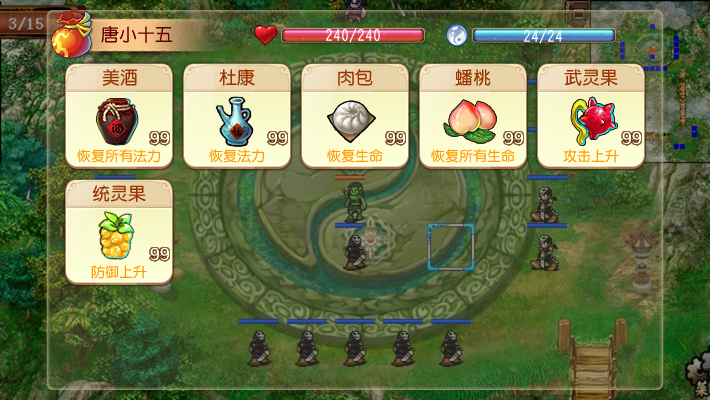 3/15
唐小十五
240/240
24/24
美酒
99
恢复所有法力
杜康
99
恢复法力
肉包
99
恢复生命
蟠桃
99
恢复所有生命
武灵果
99
攻击上升
统灵果
99
防御上升